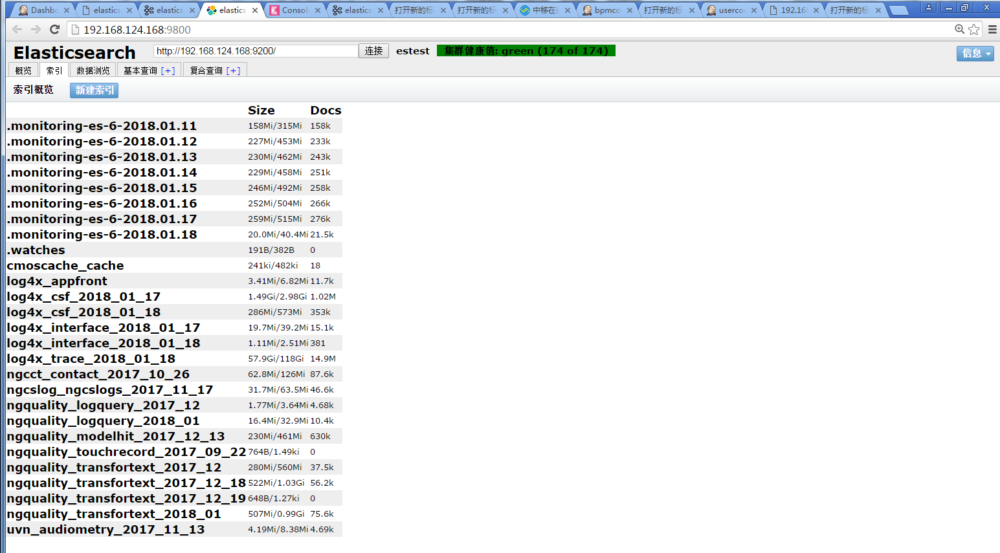 Dashbo elastics elastics elastics Console elastics 打开新的标 打开新的标 中移在线 bpmco 打开新的标 userco 192.168 打开新的标
192.168.124.168:9800
Elasticsearch http://192.168.124.168:9200/ 连接 estest 集群健康值: green (174 of 174) 信息
概览 索引 数据浏览 基本查询 [+] 复合查询 [+]
索引概览 新建索引
Size Docs
.monitoring-es-6-2018.01.11 158Mi/315Mi 158k
.monitoring-es-6-2018.01.12 227Mi/453Mi 233k
.monitoring-es-6-2018.01.13 230Mi/462Mi 243k
.monitoring-es-6-2018.01.14 229Mi/458Mi 251k
.monitoring-es-6-2018.01.15 246Mi/492Mi 258k
.monitoring-es-6-2018.01.16 252Mi/504Mi 266k
.monitoring-es-6-2018.01.17 259Mi/515Mi 276k
.monitoring-es-6-2018.01.18 20.0Mi/40.4Mi 21.5k
.watches 191B/382B 0
cmoscache_cache 241ki/482ki 18
log4x_appfront 3.41Mi/6.82Mi 11.7k
log4x_csf_2018_01_17 1.49Gi/2.98Gi 1.02M
log4x_csf_2018_01_18 286Mi/573Mi 353k
log4x_interface_2018_01_17 19.7Mi/39.2Mi 15.1k
log4x_interface_2018_01_18 1.11Mi/2.51Mi 381
log4x_trace_2018_01_18 57.9Gi/118Gi 14.9M
ngcct_contact_2017_10_26 62.8Mi/126Mi 87.6k
ngcslog_ngcslogs_2017_11_17 31.7Mi/63.5Mi 46.6k
ngquality_logquery_2017_12 1.77Mi/3.64Mi 4.68k
ngquality_logquery_2018_01 16.4Mi/32.9Mi 10.4k
ngquality_modelhit_2017_12_13 230Mi/461Mi 630k
ngquality_touchrecord_2017_09_22 764B/1.49ki 0
ngquality_transfortext_2017_12 280Mi/560Mi 37.5k
ngquality_transfortext_2017_12_18 522Mi/1.03Gi 56.2k
ngquality_transfortext_2017_12_19 648B/1.27ki 0
ngquality_transfortext_2018_01 507Mi/0.99Gi 75.6k
uvn_audiometry_2017_11_13 4.19Mi/8.38Mi 4.69k